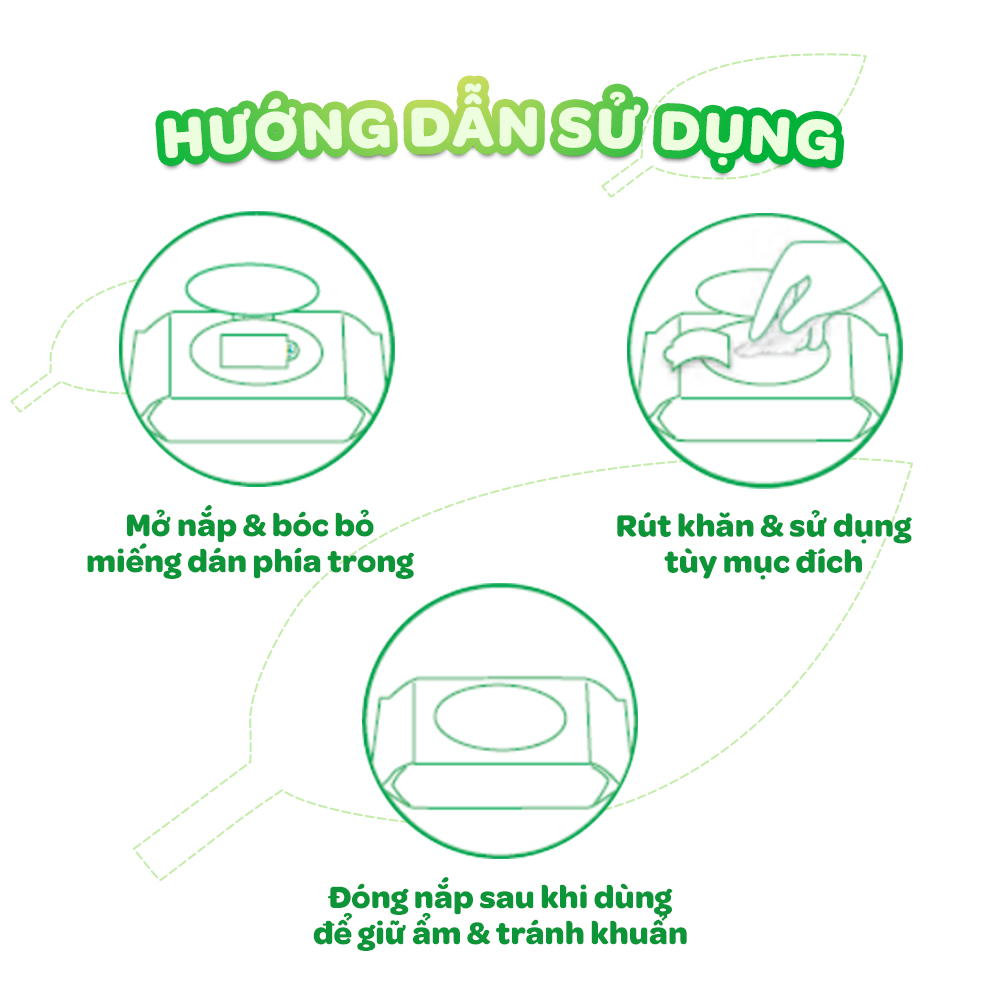 HƯỚNG DẪN SỬ DỤNG
Mở nắp & bóc bỏ
miếng dán phía trong
Rút khăn & sử dụng
tùy mục đích
Đóng nắp sau khi dùng
để giữ ẩm & tránh khuẩn